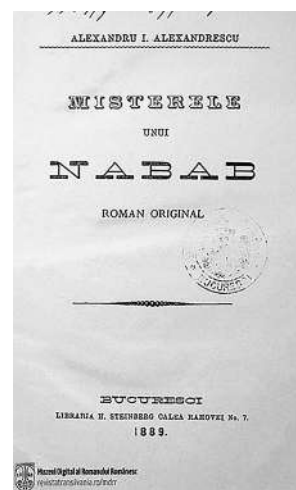 ALEXANDRU I. ALEXANDRESCU
MISTERELE
UNUI
NABAB
ROMAN ORIGINAL
BUCURESCI
BUCURESCI
LIBRARIA H. STEINBERG CALEA RAHOVEI No. 7.
1889.
Muzeul Digital al Romanului Românesc
revistatransilvania.ro/mdrr